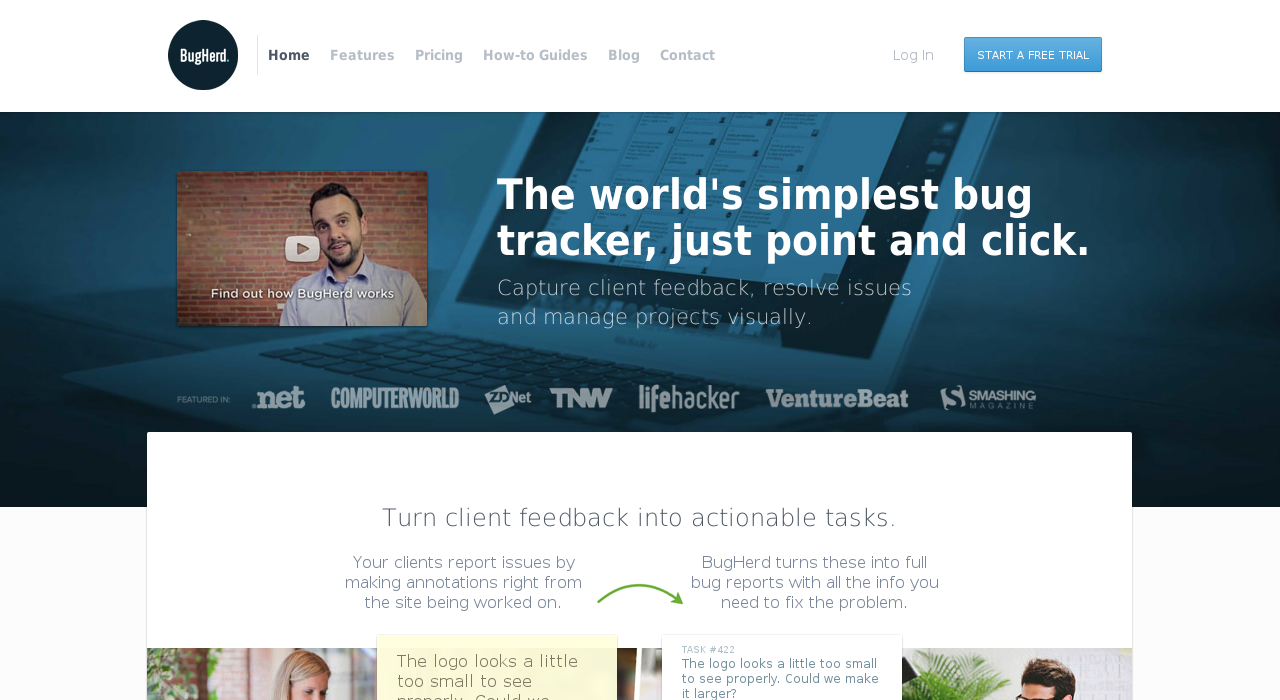 BugHerd.
Home Features Pricing How-to Guides Blog Contact
Log In
START A FREE TRIAL
Find out how BugHerd works
The world's simplest bug
tracker, just point and click.
Capture client feedback, resolve issues
and manage projects visually.
FEATURED IN: .net COMPUTERWORLD ZDNet TNW lifehacker VentureBeat SMASHING MAGAZINE
Turn client feedback into actionable tasks.
Your clients report issues by
making annotations right from
the site being worked on.
BugHerd turns these into full
bug reports with all the info you
need to fix the problem.
The logo looks a little
too small to see
properly. Could we
TASK #422
The logo looks a little too small
to see properly. Could we make
it larger?